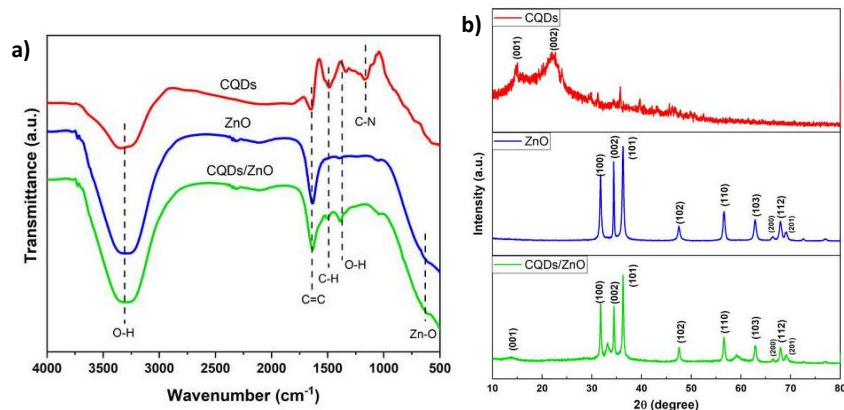 a)
CQDs
C-N
ZnO
CQDs/ZnO
O-H
C-H
C=C
O-H
Zn-O
Transmittance (a.u.)
4000 3500 3000 2500 2000 1500 1000 500
Wavenumber (cm⁻¹)
b)
CQDs
(001)
(002)
ZnO
(100)
(002)
(101)
(102)
(110)
(103)
(200)
(112)
(201)
CQDs/ZnO
(001)
(100)
(002)
(101)
(102)
(110)
(103)
(200)
(112)
(201)
Intensity (a.u.)
10 20 30 40 50 60 70 80
2θ (degree)